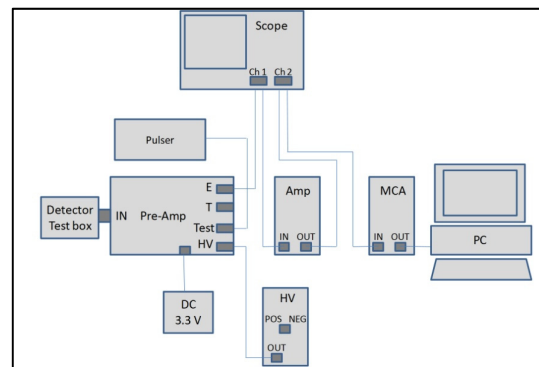 Scope
Ch 1 Ch 2
Pulser
E
T
Test
HV
IN Pre-Amp
Detector
Test box
Amp
IN OUT
MCA
IN OUT
PC
DC
3.3 V
HV
POS NEG
OUT